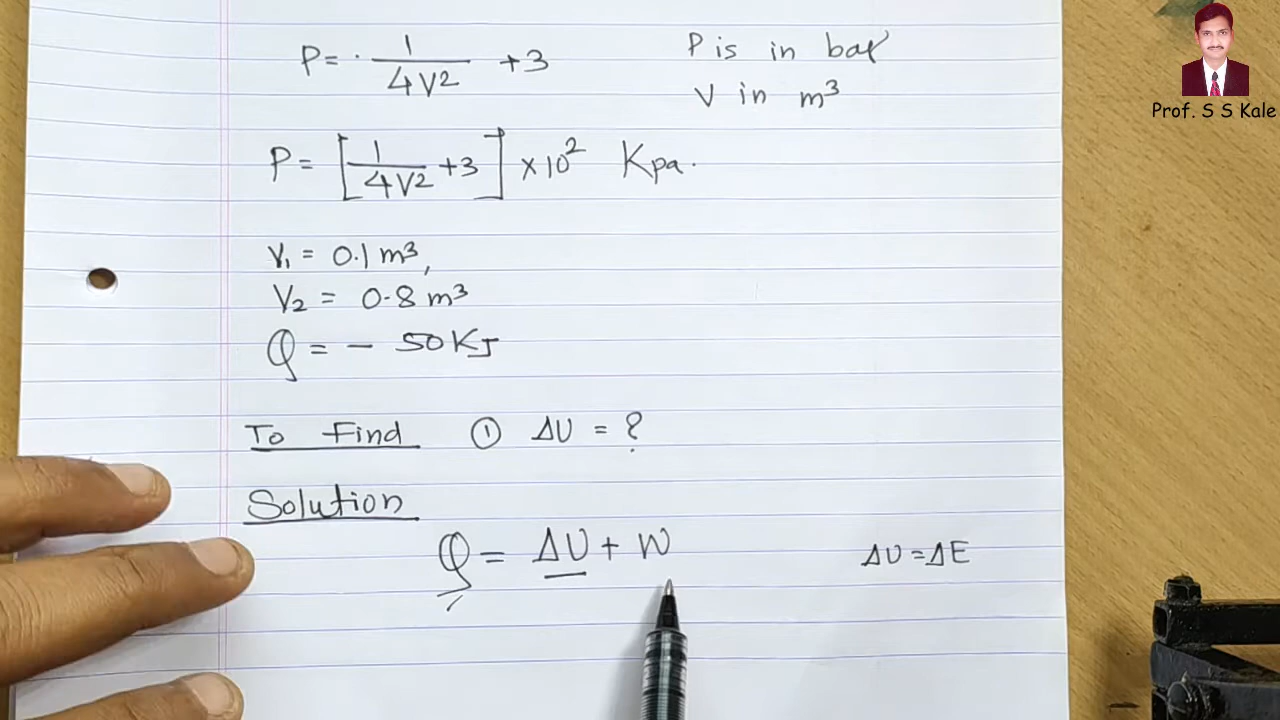 P = 1/4V² + 3 P is in bar
V in m³
Prof. S S Kale
P = [1/4V² + 3] × 10² Kpa.
V₁ = 0.1 m³,
V₂ = 0.8 m³
Q = - 50 KJ
To Find ① ΔU = ?
Solution
Q = ΔU + W ΔU = ΔE